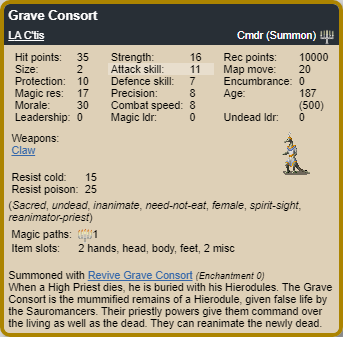 Grave Consort
LA C'tis Cmdr (Summon)
Hit points: 35 Strength: 16 Rec points: 10000
Size: 2 Attack skill: 11 Map move: 20
Protection: 10 Defence skill: 7 Encumbrance: 0
Magic res: 17 Precision: 8 Age: 187
Morale: 30 Combat speed: 8 (500)
Leadership: 0 Magic ldr: 0 Undead ldr: 0
Weapons:
Claw
Resist cold: 15
Resist poison: 25
(Sacred, undead, inanimate, need-not-eat, female, spirit-sight,
reanimator-priest)
Magic paths: 1
Item slots: 2 hands, head, body, feet, 2 misc
Summoned with Revive Grave Consort (Enchantment 0)
When a High Priest dies, he is buried with his Hierodules. The Grave
Consort is the mummified remains of a Hierodule, given false life by
the Sauromancers. Their priestly powers give them command over
the living as well as the dead. They can reanimate the newly dead.